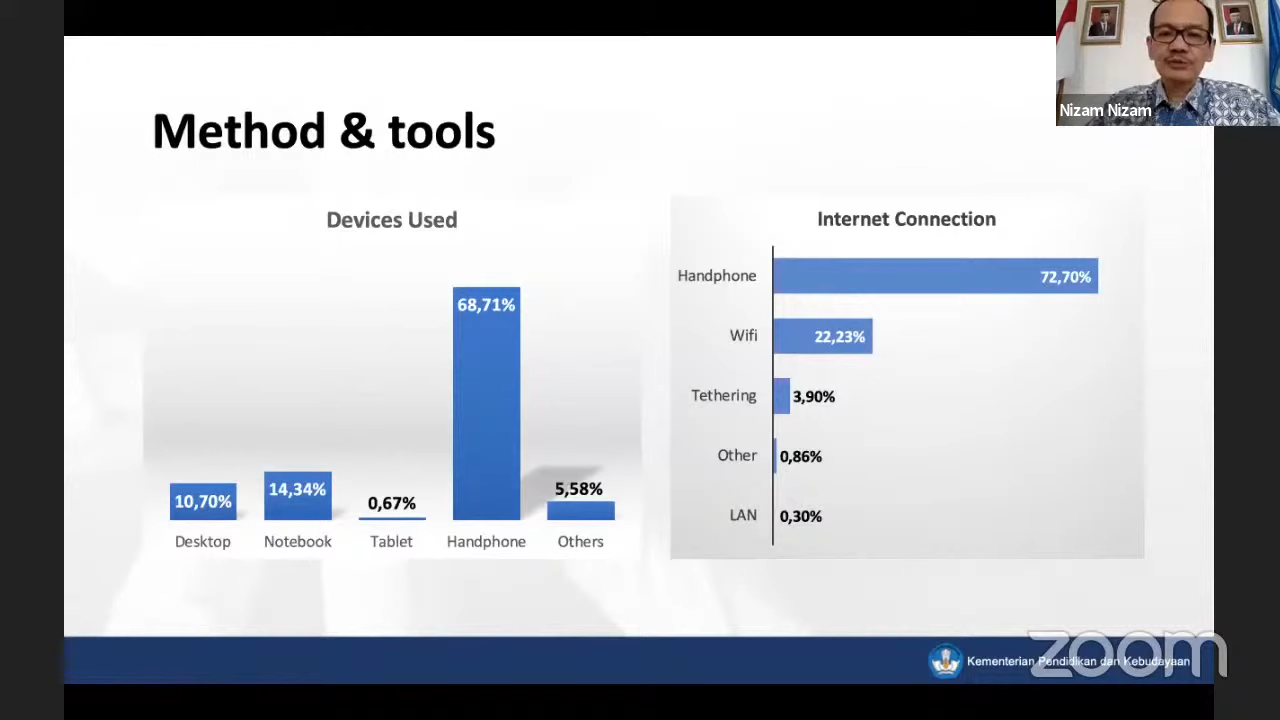 Nizam Nizam
Method & tools
Devices Used
68,71%
10,70%
14,34%
0,67%
5,58%
Desktop
Notebook
Tablet
Handphone
Others
Internet Connection
Handphone
72,70%
Wifi
22,23%
Tethering
3,90%
Other
0,86%
LAN
0,30%
Kementerian Pendidikan dan Kebudayaan
zoom